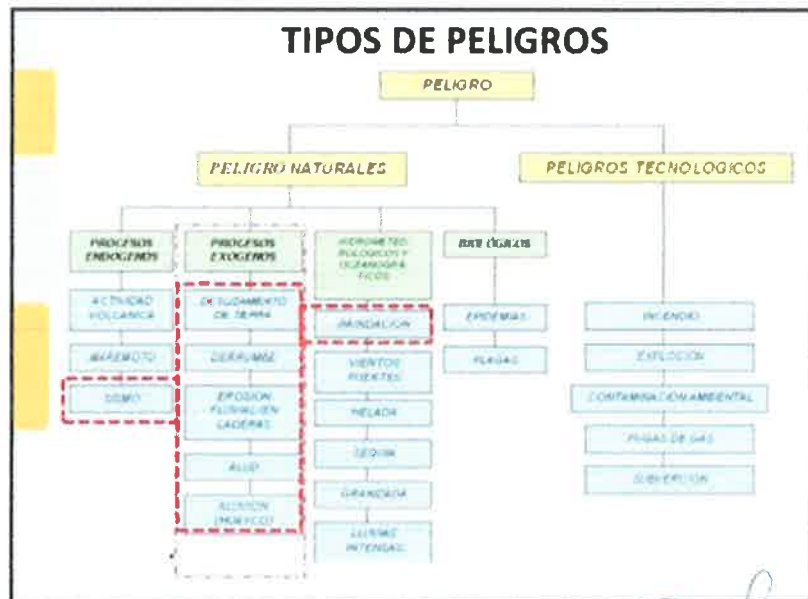 TIPOS DE PELIGROS
PELIGRO
PELIGRO NATURALES
PELIGROS TECNOLOGICOS
PROCESOS
ENDOGENOS
PROCESOS
EXOGENOS
HIDROMETEO
ROLOGICOS Y
OCEANOGRA
FICOS
BIOLÓGICOS
ACTIVIDAD
VOLCANICA
MAREMOTO
SISMO
DESLIZAMIENTO
DE TIERRA
DERRUMBE
EROSION
FLUVIAL EN
LADERAS
ALUD
ALUVION
(HUAYCO)
INUNDACION
VIENTOS
FUERTES
HELADA
SEQUIA
GRANIZADA
LLUVIAS
INTENSAS
EPIDEMIAS
PLAGAS
INCENDIO
EXPLOCIÓN
CONTAMINACION AMBIENTAL
FUGAS DE GAS
SUBVERCION